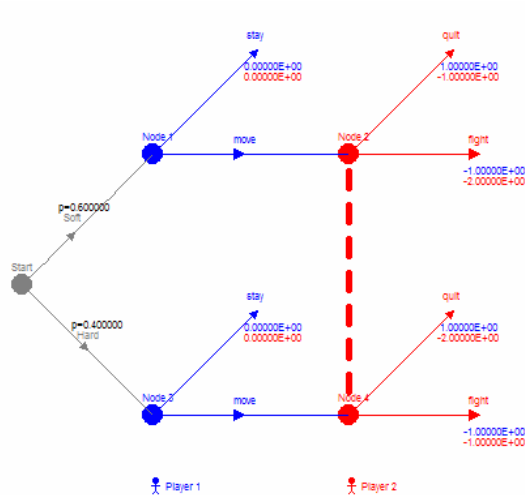 stay
0.00000E+00
0.00000E+00
quit
1.00000E+00
-1.00000E+00
Node 1
move
Node 2
fight
-1.00000E+00
-2.00000E+00
p=0.600000
Soft
Start
p=0.400000
Hard
stay
0.00000E+00
0.00000E+00
quit
1.00000E+00
-2.00000E+00
Node 3
move
Node 4
fight
-1.00000E+00
-1.00000E+00
Player 1
Player 2